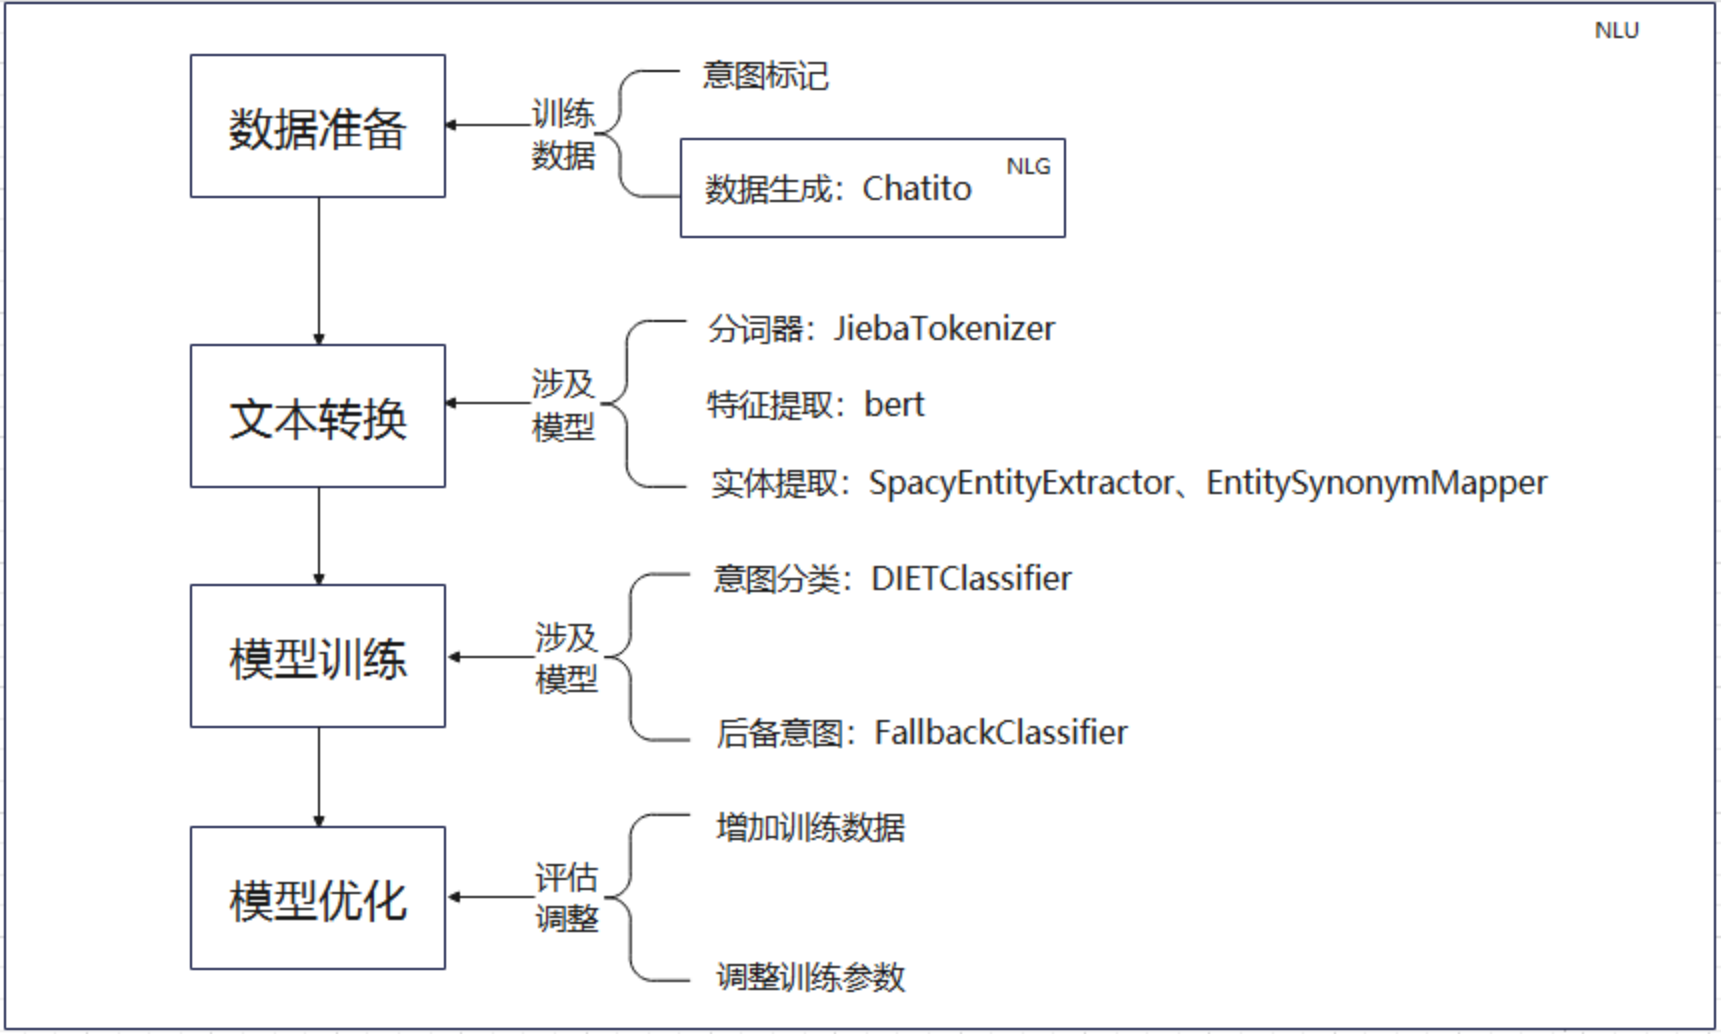 NLU
数据准备
训练
数据
意图标记
NLG
数据生成：Chatito
文本转换
涉及
模型
分词器：JiebaTokenizer
特征提取：bert
实体提取：SpacyEntityExtractor、EntitySynonymMapper
模型训练
涉及
模型
意图分类：DIETClassifier
后备意图：FallbackClassifier
模型优化
评估
调整
增加训练数据
调整训练参数